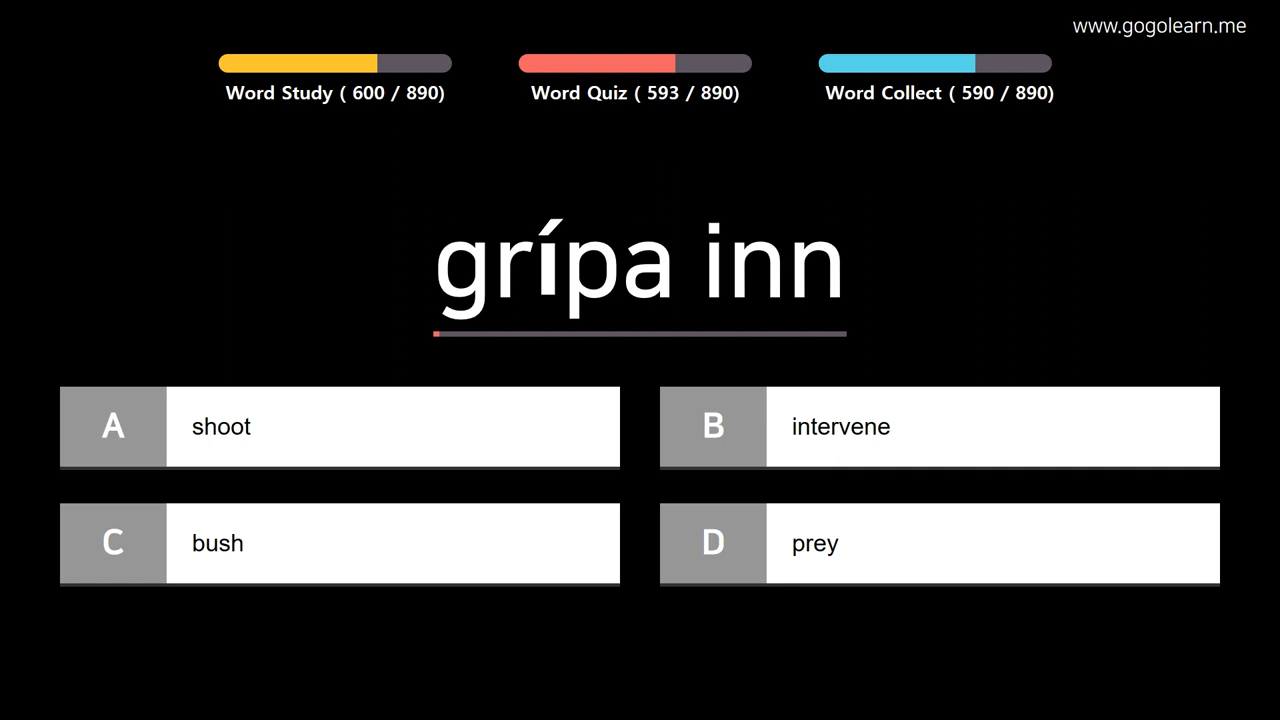 www.gogolearn.me
Word Study ( 600 / 890)
Word Quiz ( 593 / 890)
Word Collect ( 590 / 890)
grípa inn
A shoot
B intervene
C bush
D prey